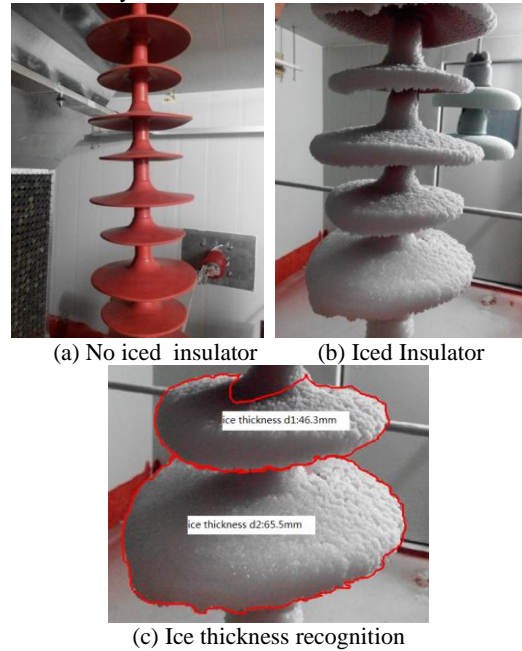 (a) No iced insulator
(b) Iced Insulator
ice thickness d1:46.3mm
ice thickness d2:65.5mm
(c) Ice thickness recognition